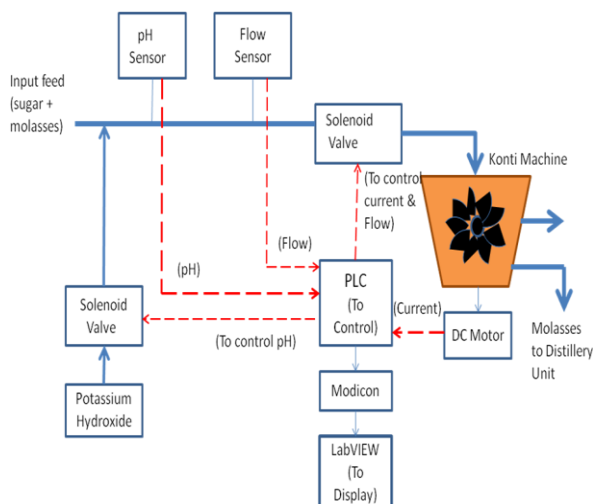 pH
Sensor
Flow
Sensor
Input feed
(sugar +
molasses)
Solenoid
Valve
Konti Machine
(To control
current &
Flow)
(Flow)
(pH)
PLC
(To
Control)
(Current)
Solenoid
Valve
(To control pH)
DC Motor
Molasses
to Distillery
Unit
Potassium
Hydroxide
Modicon
LabVIEW
(To
Display)